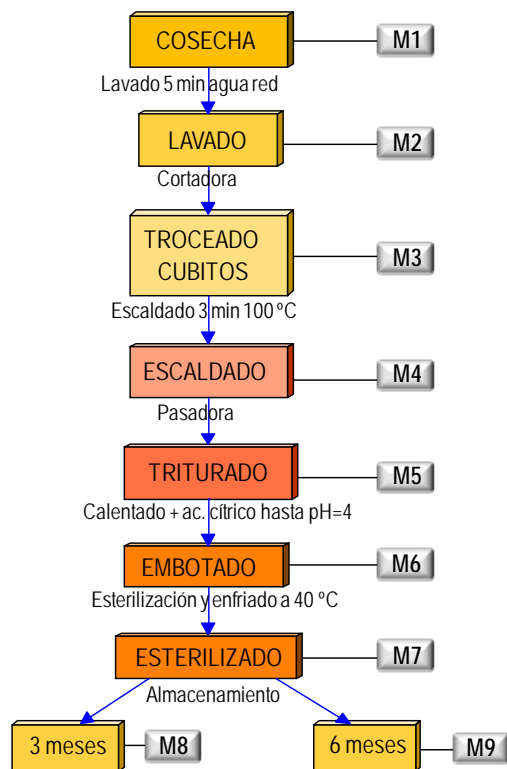 COSECHA
M1
Lavado 5 min agua red
LAVADO
M2
Cortadora
TROCEADO
CUBITOS
M3
Escaldado 3 min 100 ºC
ESCALDADO
M4
Pasadora
TRITURADO
M5
Calentado + ac. cítrico hasta pH=4
EMBOTADO
M6
Esterilización y enfriado a 40 ºC
ESTERILIZADO
M7
Almacenamiento
3 meses
M8
6 meses
M9